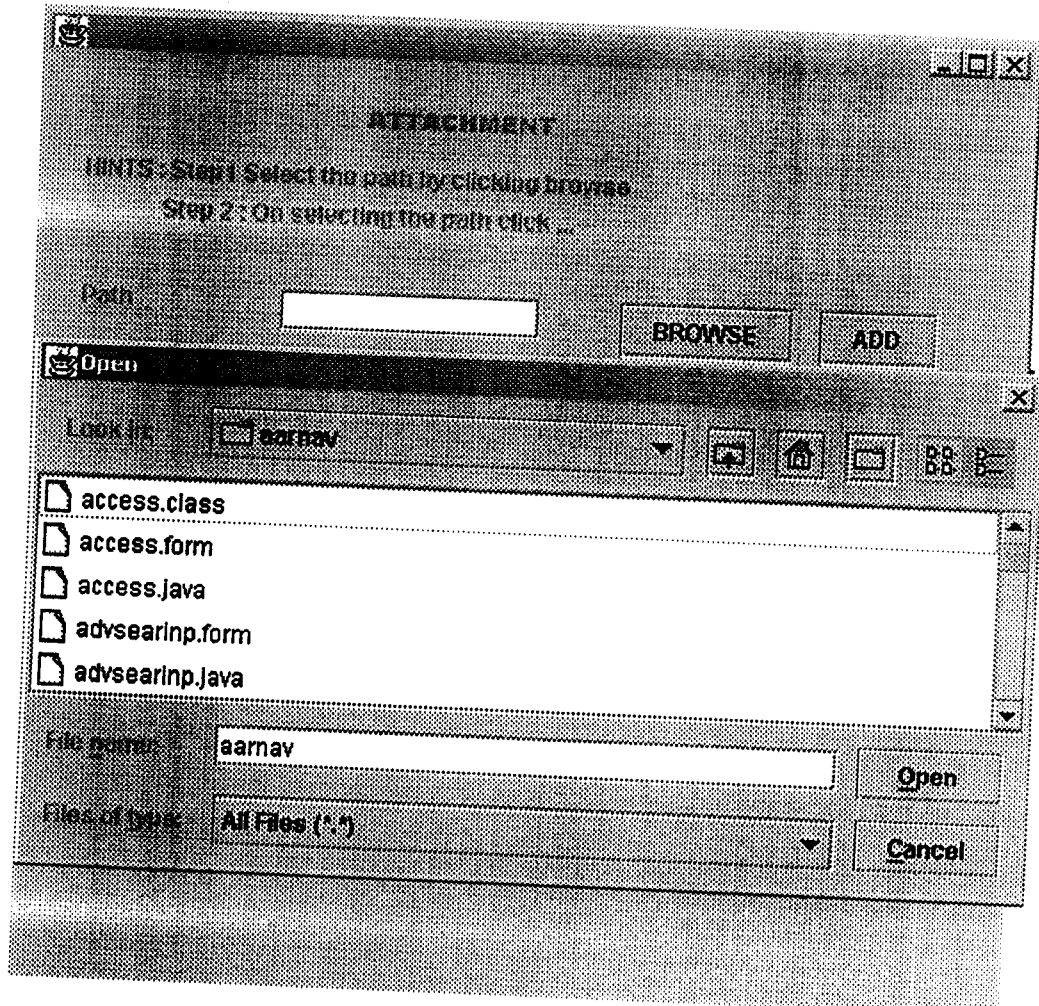 ATTACHMENT
HINTS : Step1 Select the path by clicking browse
Step 2 : On selecting the path click ...
Path
BROWSE
ADD
Open
Look in:
aarnav
access.class
access.form
access.java
advsearinp.form
advsearinp.java
File name:
aarnav
Open
Files of type:
All Files (*.*)
Cancel